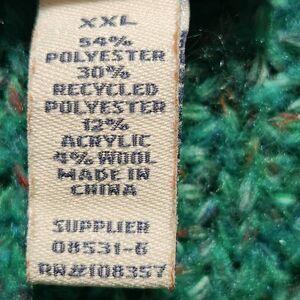 XXL
54%
POLYESTER
30%
RECYCLED
POLYESTER
12%
ACRYLIC
4% WOOL
MADE IN
CHINA
SUPPLIER
08531-6
RN#108357